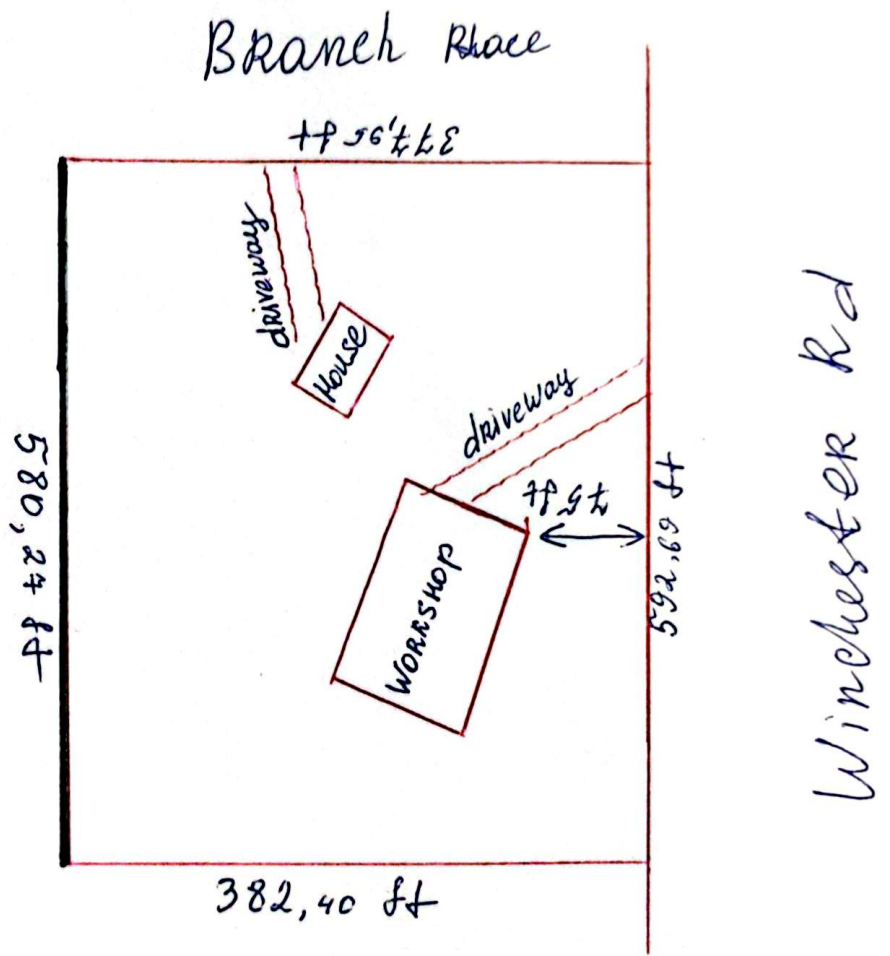 Branch Place
377,95 ft
driveway
House
driveway
75 ft
Workshop
580,27 ft
592,69 ft
Winchester Rd
382,40 ft